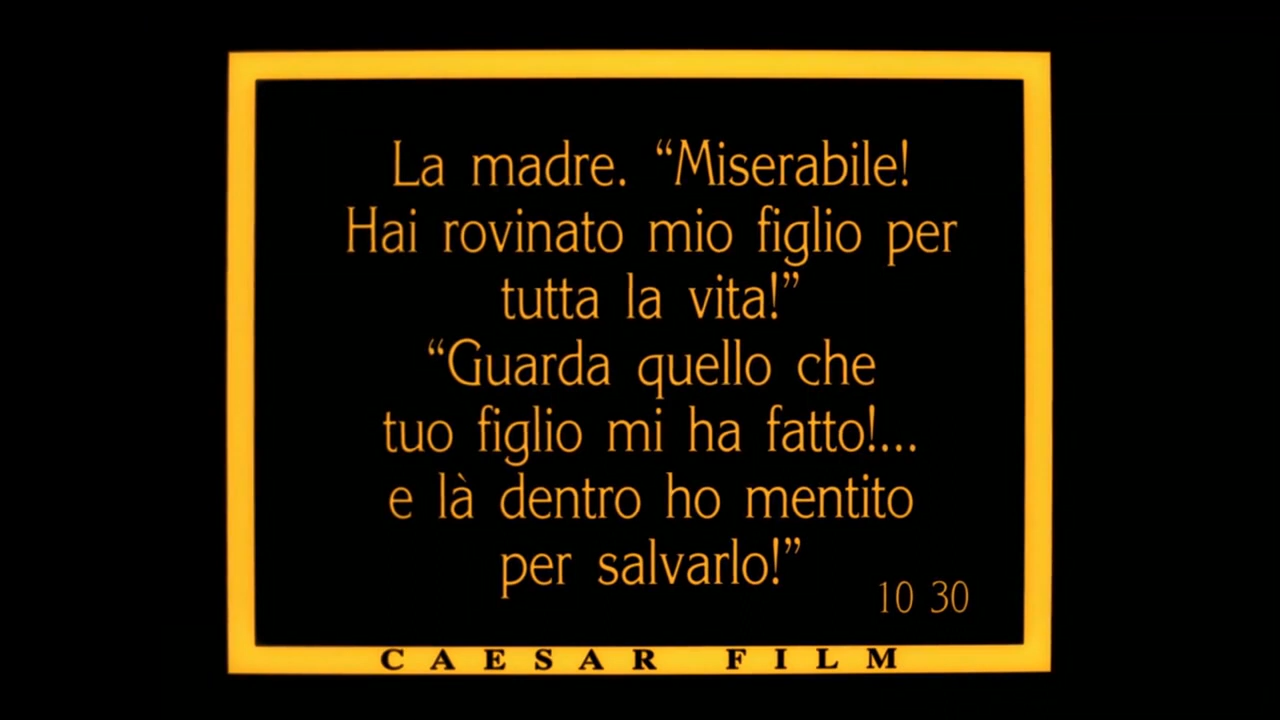 La madre. “Miserabile!
Hai rovinato mio figlio per
tutta la vita!”
“Guarda quello che
tuo figlio mi ha fatto!...
e là dentro ho mentito
per salvarlo!”
10 30
CAESAR FILM